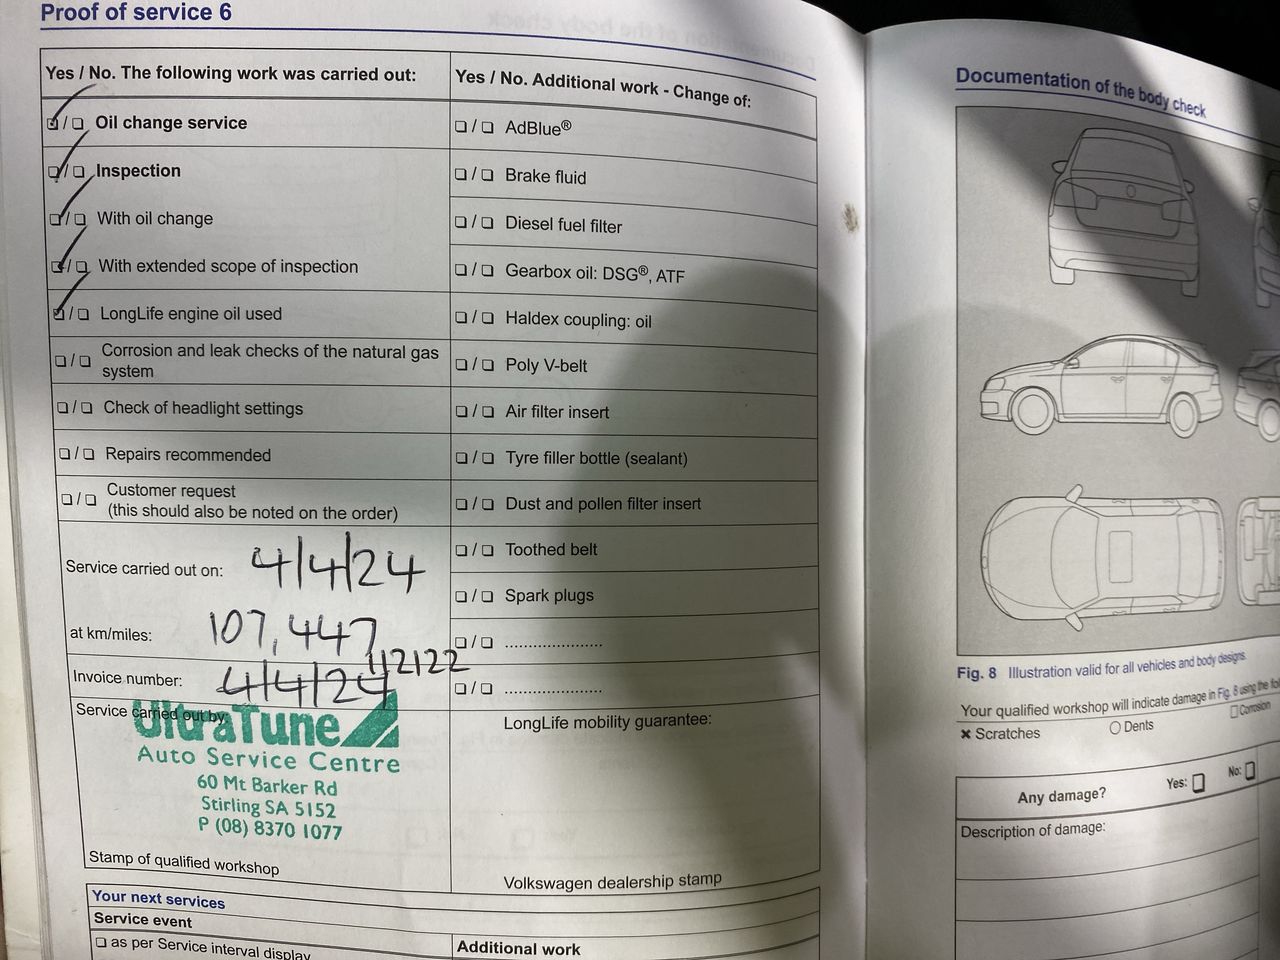 Proof of service 6
Yes / No. The following work was carried out:
☑ / ☐ Oil change service
☑ / ☐ Inspection
☑ / ☐ With oil change
☑ / ☐ With extended scope of inspection
☑ / ☐ LongLife engine oil used
☐ / ☐ Corrosion and leak checks of the natural gas
system
☐ / ☐ Check of headlight settings
☐ / ☐ Repairs recommended
☐ / ☐ Customer request
(this should also be noted on the order)
Service carried out on: 4/4/24
at km/miles: 107,447
Invoice number: 4/4/24 112122
Service carried out by
UltraTune
Auto Service Centre
60 Mt Barker Rd
Stirling SA 5152
P (08) 8370 1077
Stamp of qualified workshop
Yes / No. Additional work - Change of:
☐ / ☐ AdBlue®
☐ / ☐ Brake fluid
☐ / ☐ Diesel fuel filter
☐ / ☐ Gearbox oil: DSG®, ATF
☐ / ☐ Haldex coupling: oil
☐ / ☐ Poly V-belt
☐ / ☐ Air filter insert
☐ / ☐ Tyre filler bottle (sealant)
☐ / ☐ Dust and pollen filter insert
☐ / ☐ Toothed belt
☐ / ☐ Spark plugs
☐ / ☐ .....................
☐ / ☐ .....................
LongLife mobility guarantee:
Volkswagen dealership stamp
Your next services
Service event
☐ as per Service interval display
Additional work
Documentation of the body check
Fig. 8 Illustration valid for all vehicles and body designs.
Your qualified workshop will indicate damage in Fig. 8 using the
✖ Scratches ○ Dents ☐ Corrosion
Any damage? Yes: ☐ No: ☐
Description of damage: